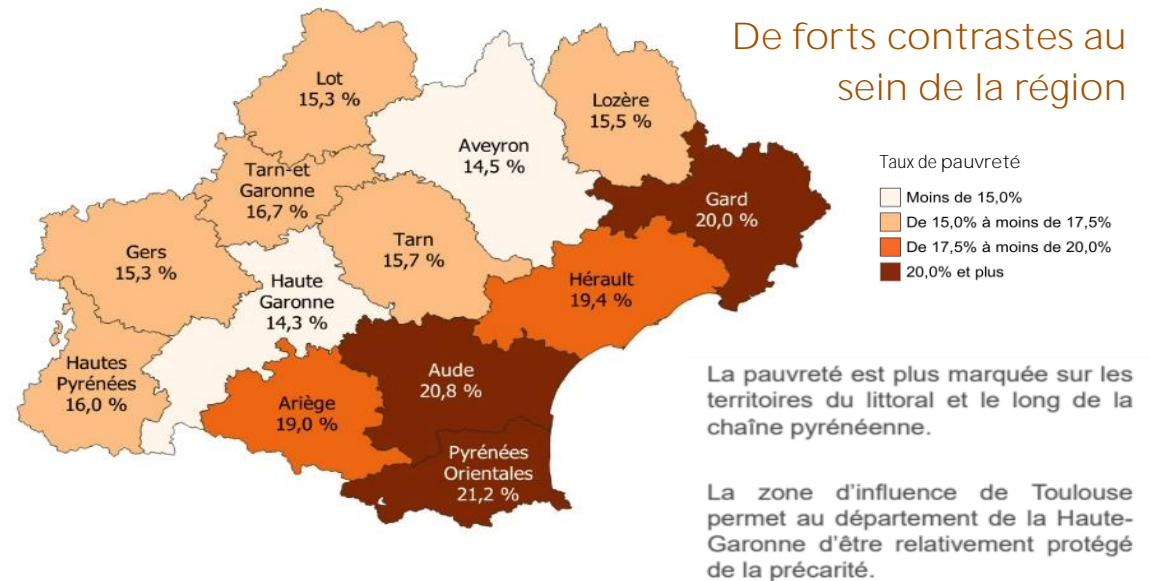 De forts contrastes au
sein de la région
Lot
15,3 %
Lozère
15,5 %
Aveyron
14,5 %
Tarn-et
Garonne
16,7 %
Gard
20,0 %
Tarn
15,7 %
Gers
15,3 %
Haute
Garonne
14,3 %
Hérault
19,4 %
Hautes
Pyrénées
16,0 %
Aude
20,8 %
Ariège
19,0 %
Pyrénées
Orientales
21,2 %
Taux de pauvreté
Moins de 15,0%
De 15,0% à moins de 17,5%
De 17,5% à moins de 20,0%
20,0% et plus
La pauvreté est plus marquée sur les
territoires du littoral et le long de la
chaîne pyrénéenne.
La zone d'influence de Toulouse
permet au département de la Haute-
Garonne d'être relativement protégé
de la précarité.